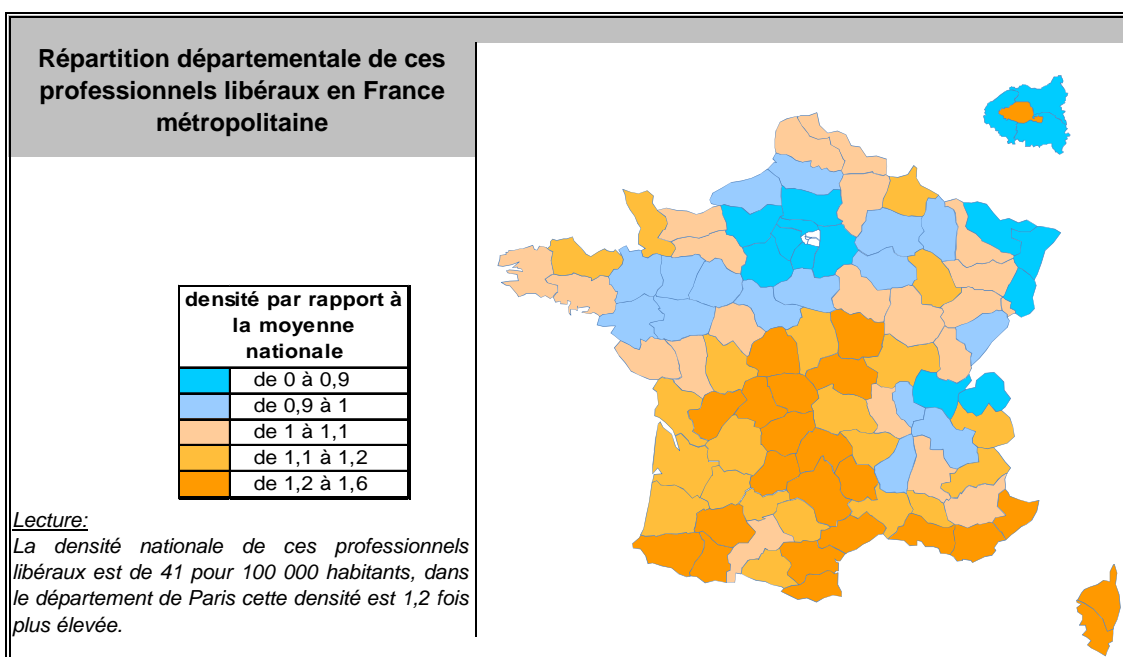 Répartition départementale de ces
professionnels libéraux en France
métropolitaine
densité par rapport à
la moyenne
nationale
de 0 à 0,9
de 0,9 à 1
de 1 à 1,1
de 1,1 à 1,2
de 1,2 à 1,6
Lecture:
La densité nationale de ces professionnels
libéraux est de 41 pour 100 000 habitants, dans
le département de Paris cette densité est 1,2 fois
plus élevée.